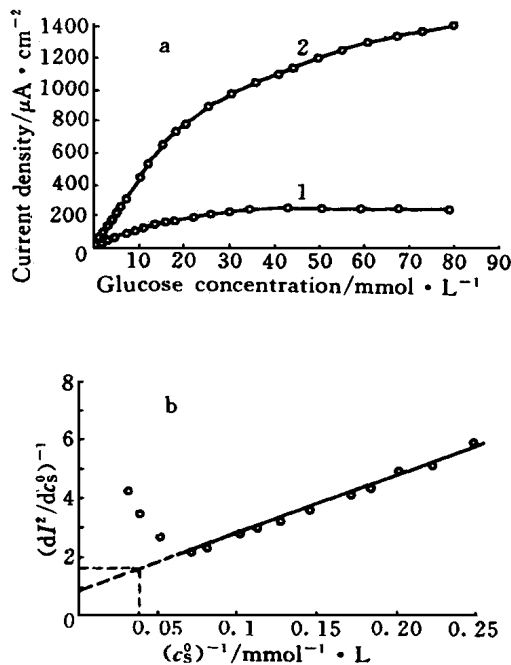 1400
a
2
1200
1000
800
600
400
1
200
0
10 20 30 40 50 60 70 80 90
Current density/μA · cm⁻²
Glucose concentration/mmol · L⁻¹
8
b
6
4
2
0
0.05 0.1 0.15 0.20 0.25
(dI²/dc⁰ₛ)⁻¹
(c⁰ₛ)⁻¹/mmol⁻¹ · L